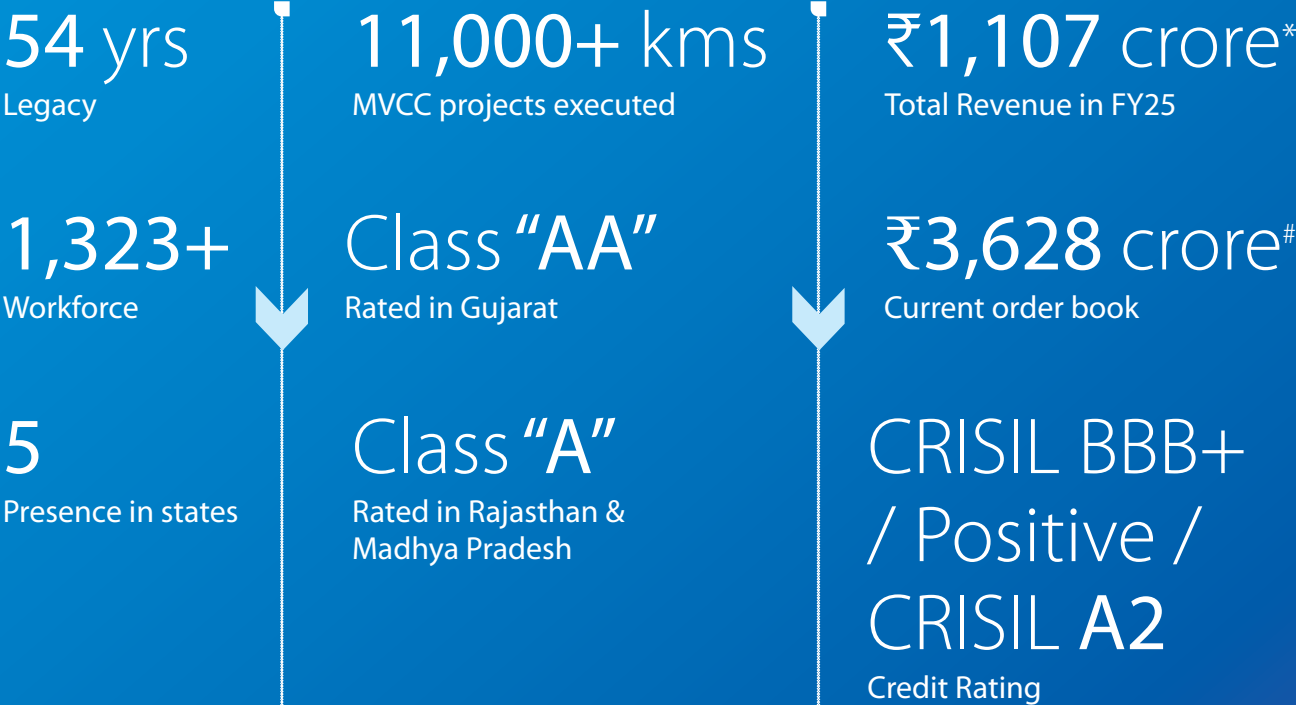 54 yrs
Legacy
1,323+
Workforce
5
Presence in states
11,000+ kms
MVCC projects executed
Class “AA”
Rated in Gujarat
Class “A”
Rated in Rajasthan &
Madhya Pradesh
₹1,107 crore*
Total Revenue in FY25
₹3,628 crore#
Current order book
CRISIL BBB+
/ Positive /
CRISIL A2
Credit Rating